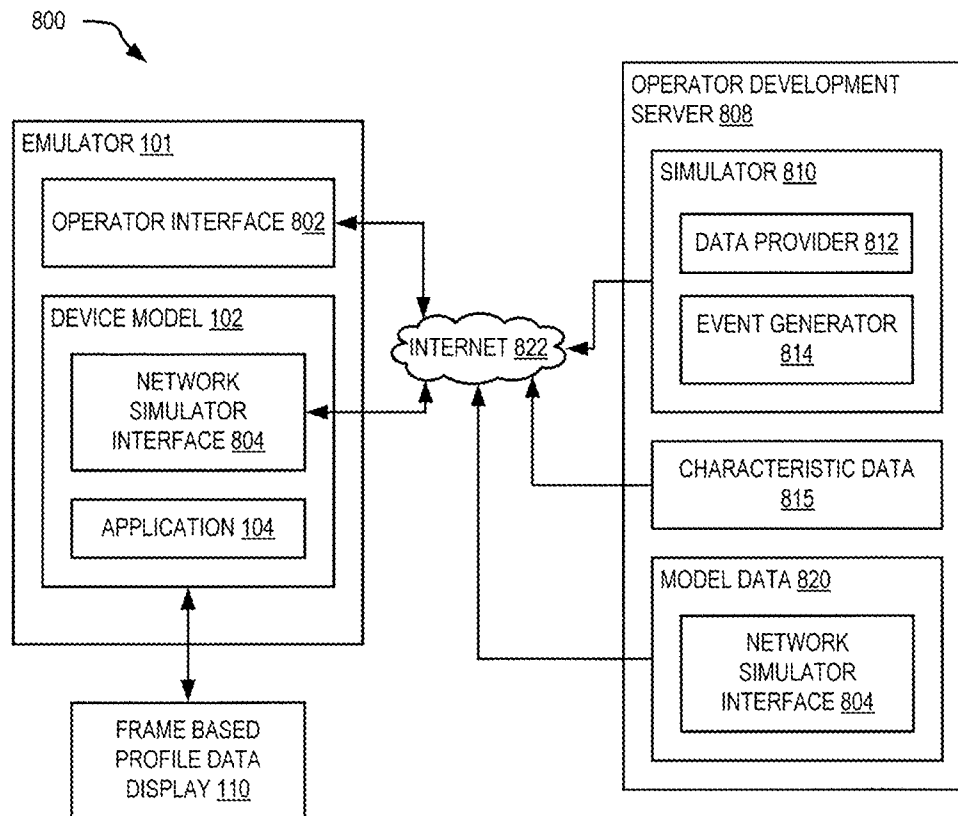 800
EMULATOR 101
OPERATOR INTERFACE 802
DEVICE MODEL 102
NETWORK
SIMULATOR
INTERFACE 804
APPLICATION 104
FRAME BASED
PROFILE DATA
DISPLAY 110
INTERNET 822
OPERATOR DEVELOPMENT
SERVER 808
SIMULATOR 810
DATA PROVIDER 812
EVENT GENERATOR
814
CHARACTERISTIC DATA
815
MODEL DATA 820
NETWORK
SIMULATOR
INTERFACE 804